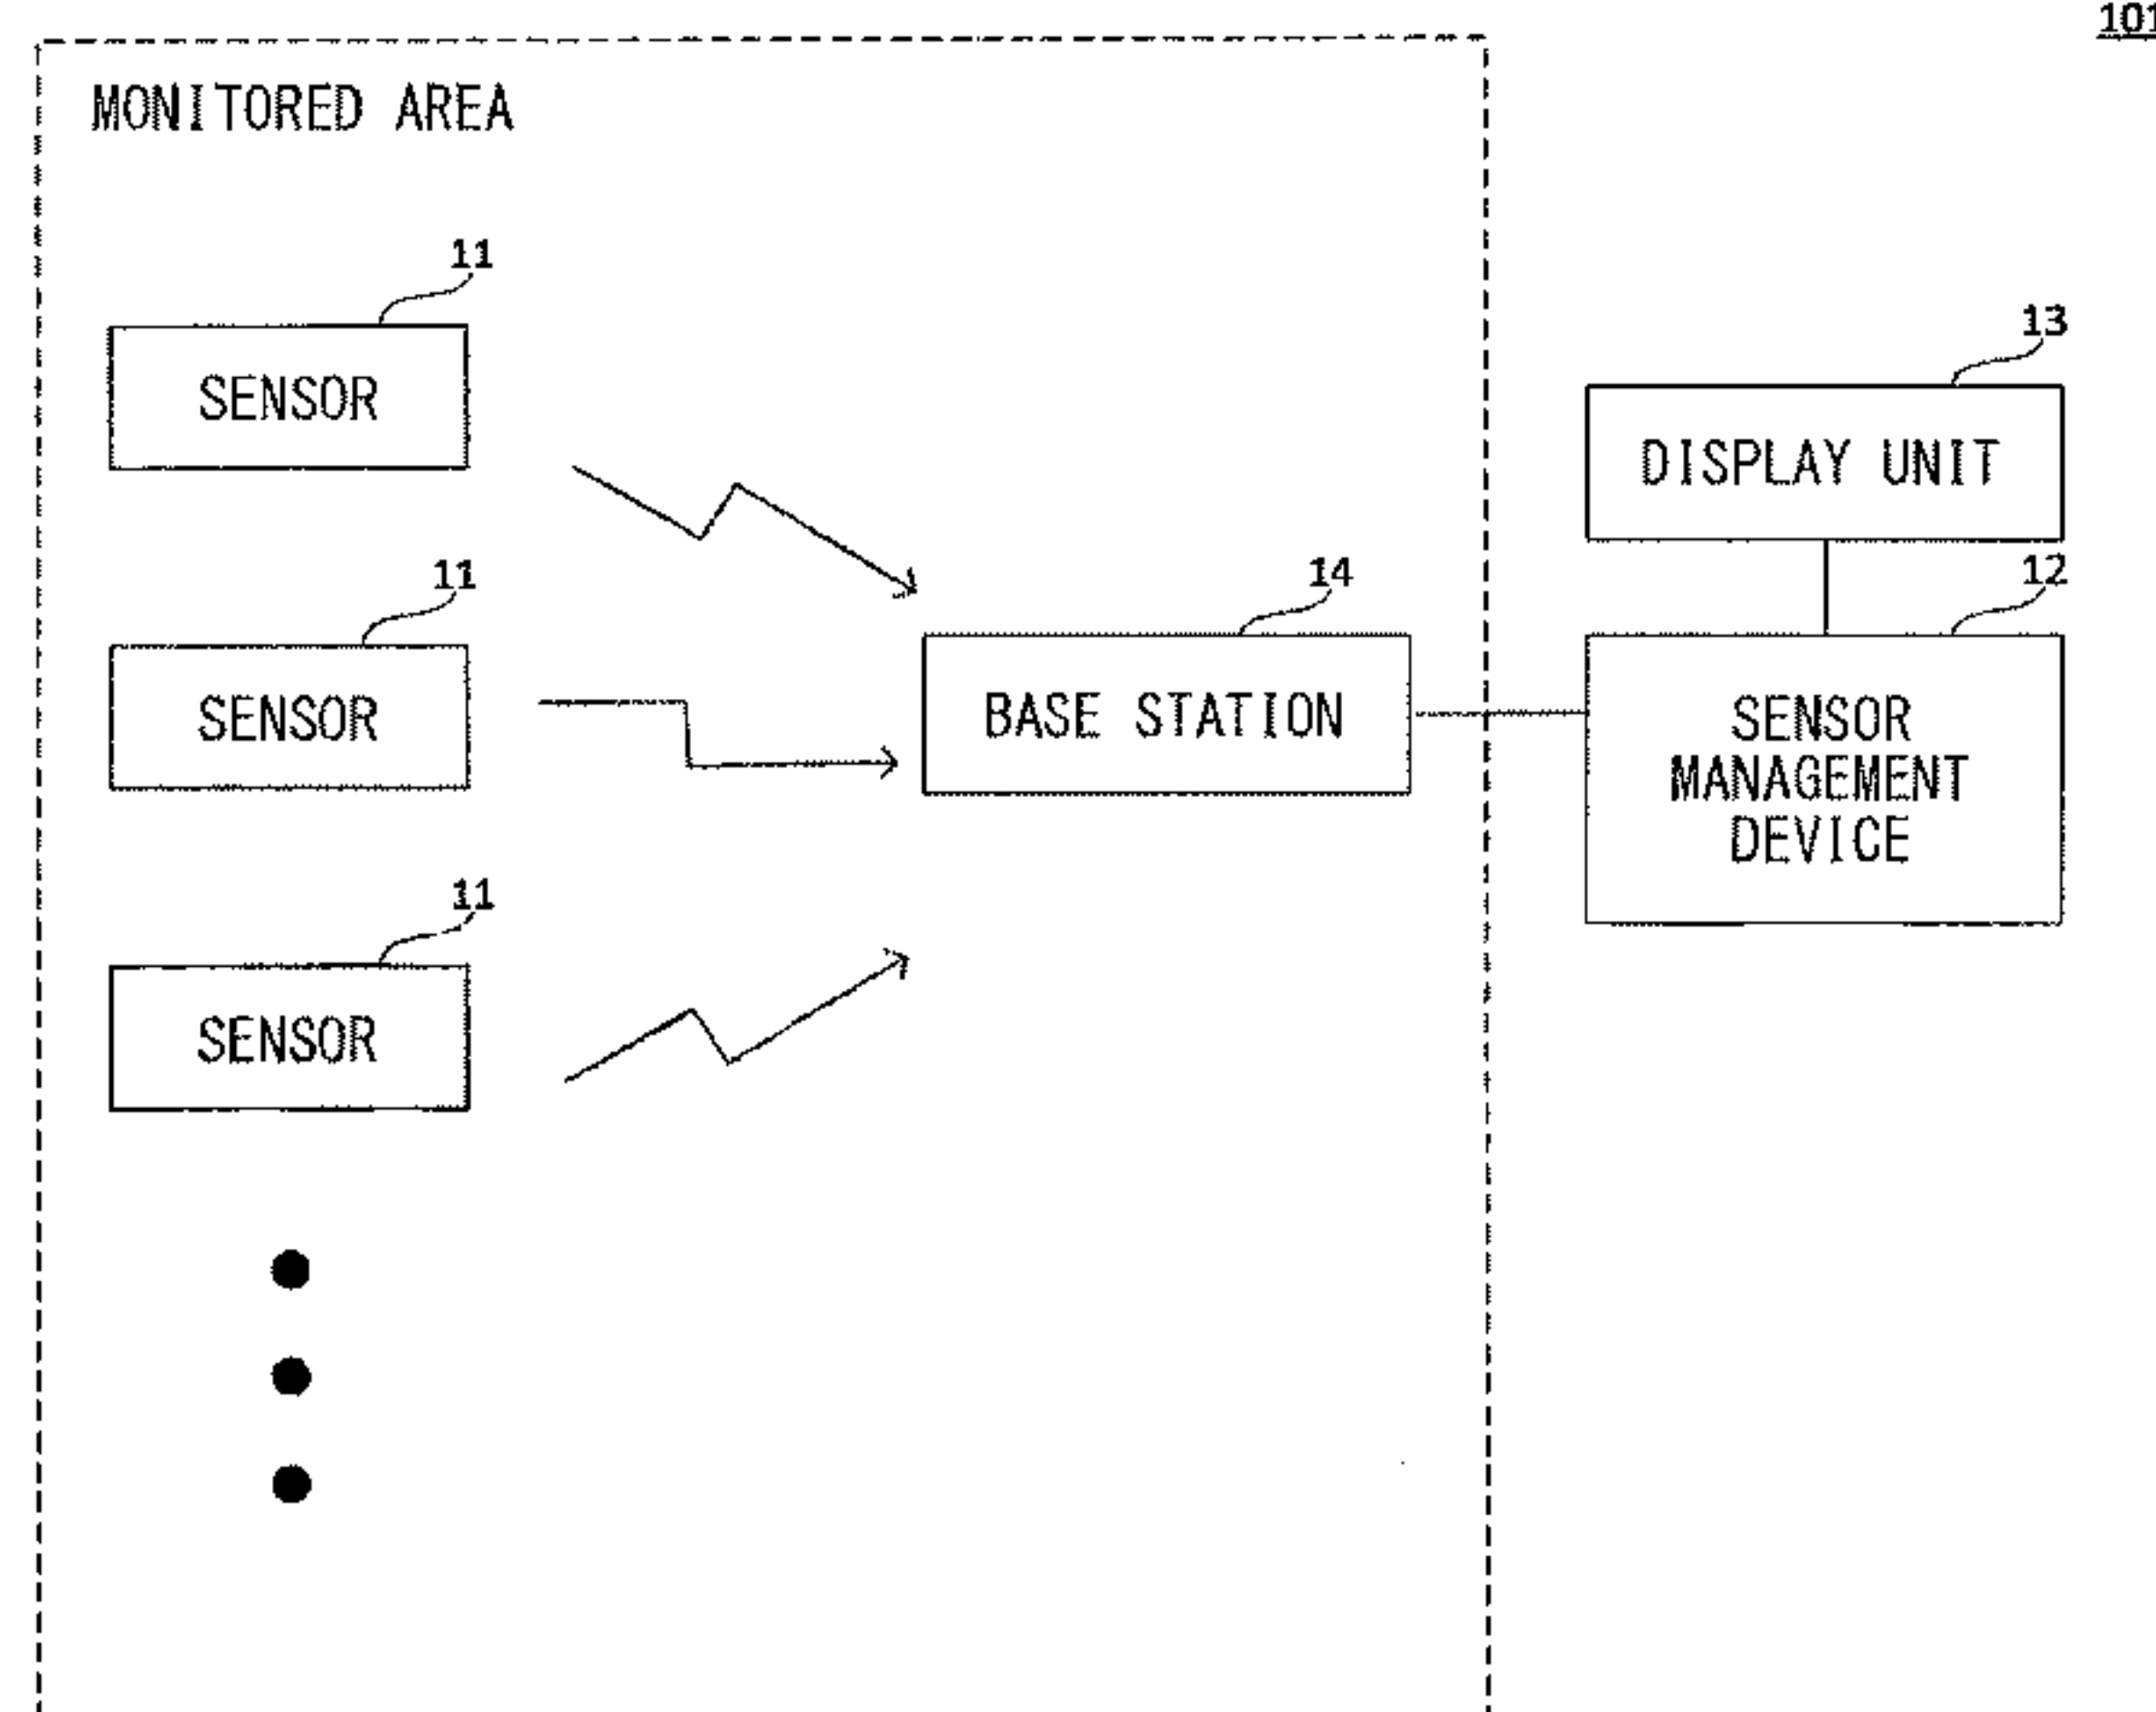 101
MONITORED AREA
11
SENSOR
13
DISPLAY UNIT
11
SENSOR
14
BASE STATION
12
SENSOR
MANAGEMENT
DEVICE
11
SENSOR